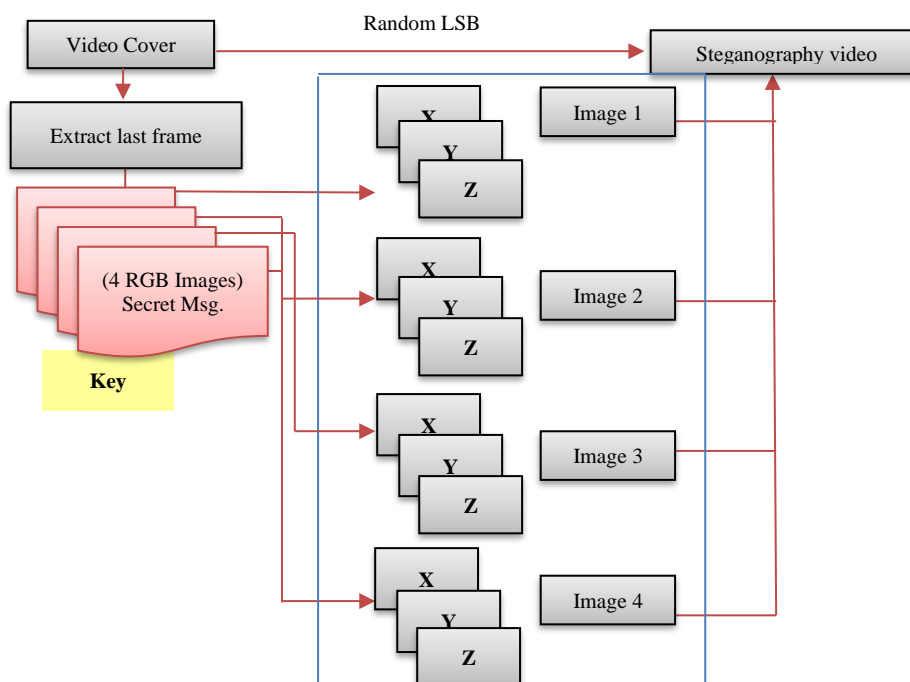 Random LSB
Video Cover
Steganography video
Extract last frame
X
Y
Z
Image 1
(4 RGB Images)
Secret Msg.
Key
X
Y
Z
Image 2
X
Y
Z
Image 3
X
Y
Z
Image 4